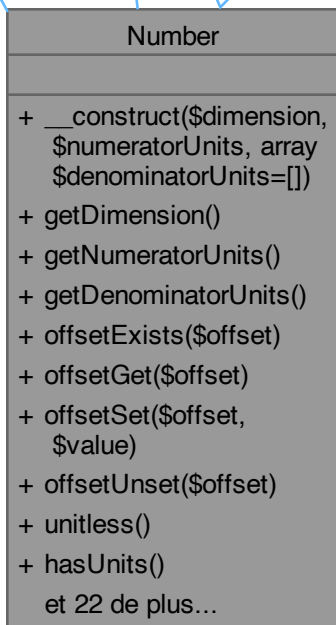 Number
+ __construct($dimension,
$numeratorUnits, array
$denominatorUnits=[])
+ getDimension()
+ getNumeratorUnits()
+ getDenominatorUnits()
+ offsetExists($offset)
+ offsetGet($offset)
+ offsetSet($offset,
$value)
+ offsetUnset($offset)
+ unitless()
+ hasUnits()
et 22 de plus...